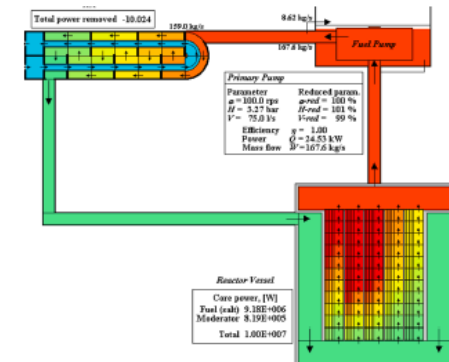 Total power removed -10.024
159.0 kg/s
8.62 kg/s
167.6 kg/s
Fuel Pump
Primary Pump
Parameter Reduced param.
φ=100.0 rps φ-red = 100 %
H = 3.27 bar H-red = 101 %
V = 75.0 l/s V-red = 99 %
Efficiency η = 1.00
Power Q = 24.53 kW
Mass flow W=167.6 kg/s
Reactor Vessel
Core power, [W]
Fuel (salt) 9.18E+006
Moderator 8.19E+005
Total 1.00E+007